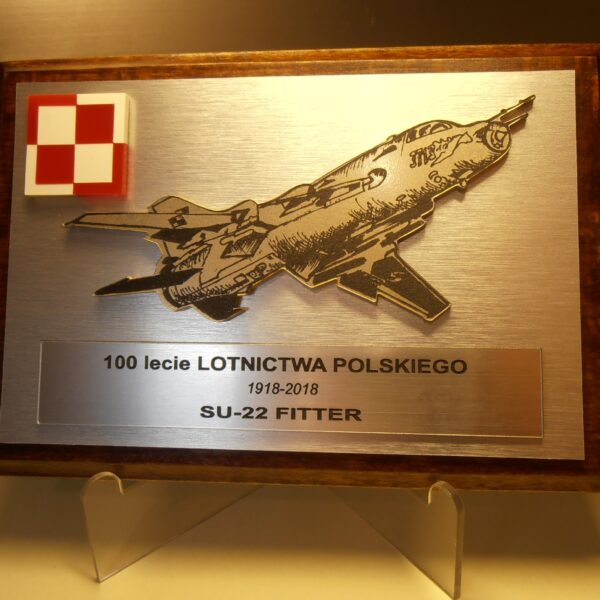 100 lecie LOTNICTWA POLSKIEGO
1918-2018
SU-22 FITTER